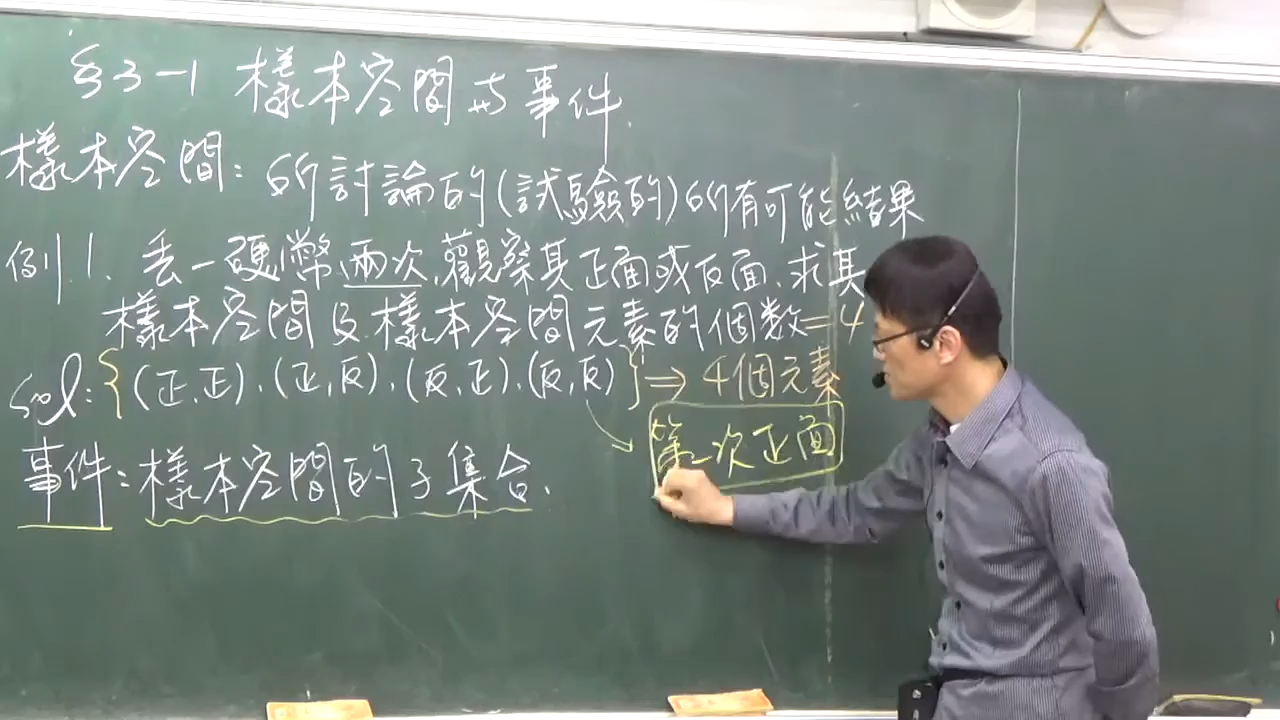 §3-1 樣本空間与事件.
樣本空間:所討論的(試驗的)所有可能結果
例1. 丢一硬幣兩次,觀察其正面或反面.求其
樣本空間及樣本空間元素的個數=4
sol:{(正,正).(正,反).(反,正).(反,反)}⇒4個元素
第一次正面
事件:樣本空間的子集合.